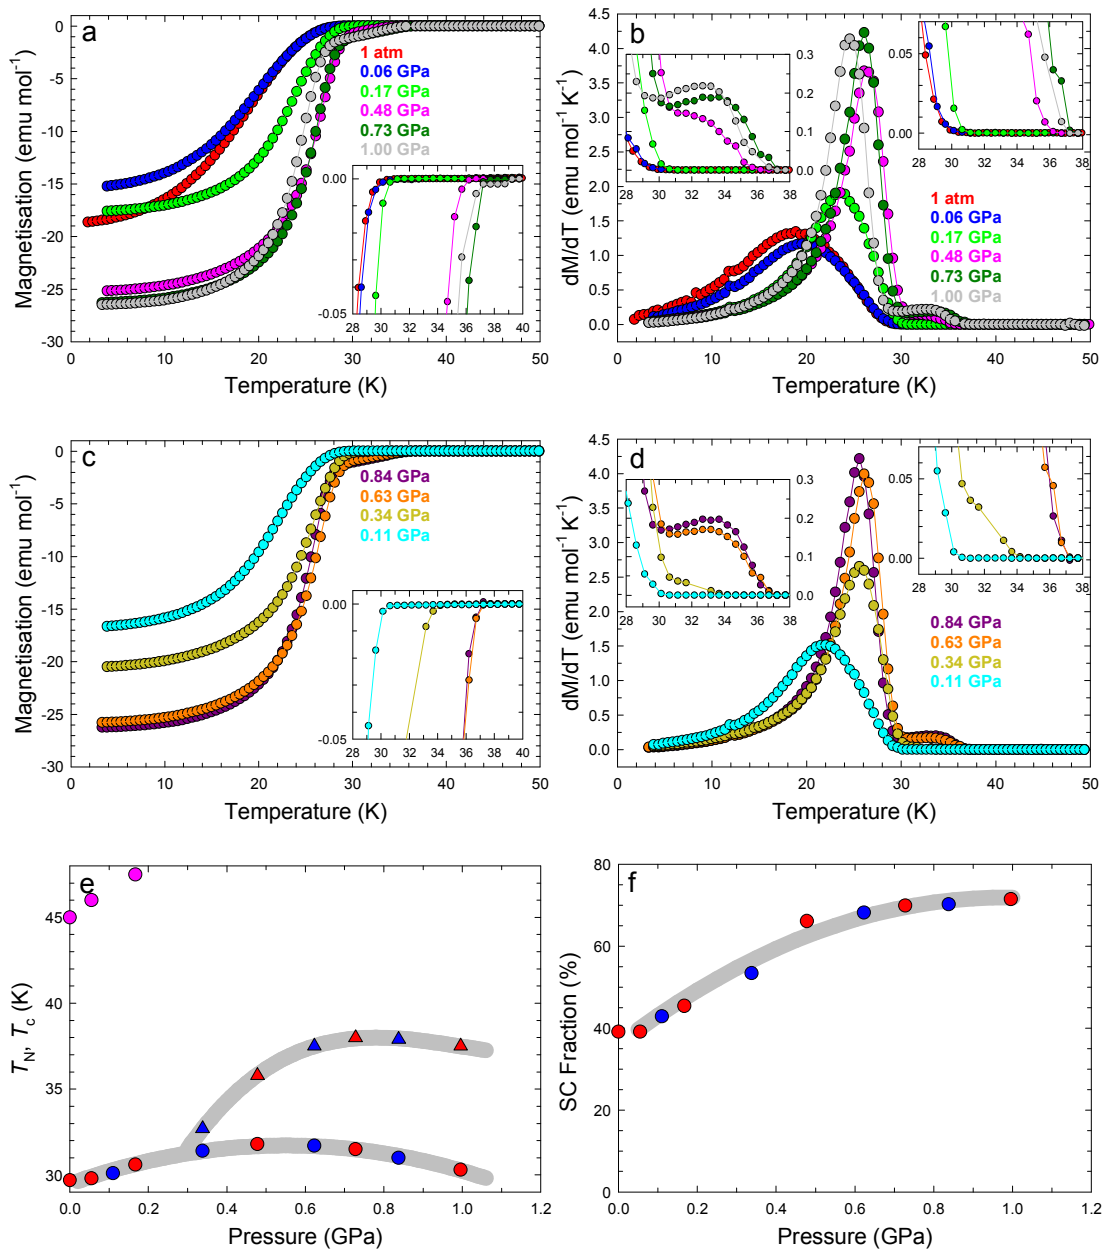 a
Magnetisation (emu mol⁻¹)
0
-5
-10
-15
-20
-25
-30
1 atm
0.06 GPa
0.17 GPa
0.48 GPa
0.73 GPa
1.00 GPa
0.00
-0.05
28 30 32 34 36 38 40
0 10 20 30 40 50
Temperature (K)
b
dM/dT (emu mol⁻¹ K⁻¹)
4.5
4.0
3.5
3.0
2.5
2.0
1.5
1.0
0.5
0.0
0.3
0.2
0.1
0.0
28 30 32 34 36 38
0.05
0.00
28 30 32 34 36 38
1 atm
0.06 GPa
0.17 GPa
0.48 GPa
0.73 GPa
1.00 GPa
0 10 20 30 40 50
Temperature (K)
c
Magnetisation (emu mol⁻¹)
0
-5
-10
-15
-20
-25
-30
0.84 GPa
0.63 GPa
0.34 GPa
0.11 GPa
0.00
-0.05
28 30 32 34 36 38 40
0 10 20 30 40 50
Temperature (K)
d
dM/dT (emu mol⁻¹ K⁻¹)
4.5
4.0
3.5
3.0
2.5
2.0
1.5
1.0
0.5
0.0
0.3
0.2
0.1
0.0
28 30 32 34 36 38
0.05
0.00
28 30 32 34 36 38
0.84 GPa
0.63 GPa
0.34 GPa
0.11 GPa
0 10 20 30 40 50
Temperature (K)
e
T_N, T_c (K)
45
40
35
30
0.0 0.2 0.4 0.6 0.8 1.0 1.2
Pressure (GPa)
f
SC Fraction (%)
80
60
40
20
0
0.0 0.2 0.4 0.6 0.8 1.0 1.2
Pressure (GPa)